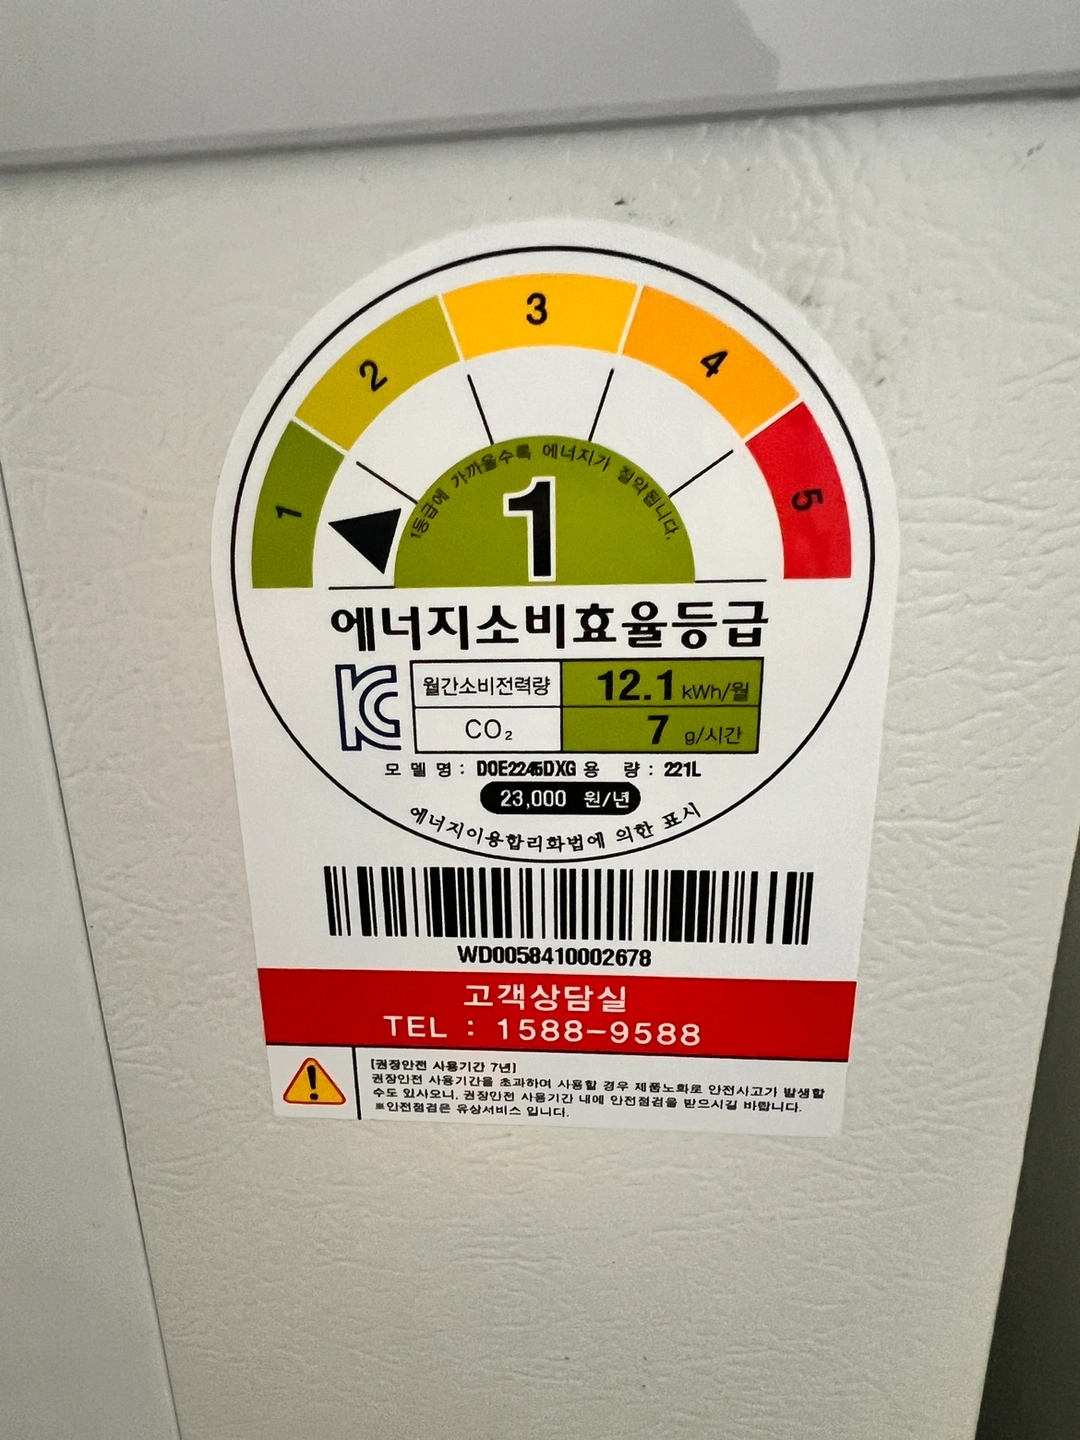 1
2
3
4
5
1등급에 가까울수록 에너지가 절약됩니다.
1
에너지소비효율등급
월간소비전력량 12.1 kWh/월
CO₂ 7 g/시간
모 델 명 : 용 량 : 221L
23,000 원/년
에너지이용합리화법에 의한 표시
WD0058410002678
고객상담실
TEL : 1588-9588
[권장안전 사용기간 7년]
권장안전 사용기간을 초과하여 사용할 경우 제품노화로 안전사고가 발생할
수도 있사오니, 권장안전 사용기간 내에 안전점검을 받으시길 바랍니다.
※안전점검은 유상서비스 입니다.